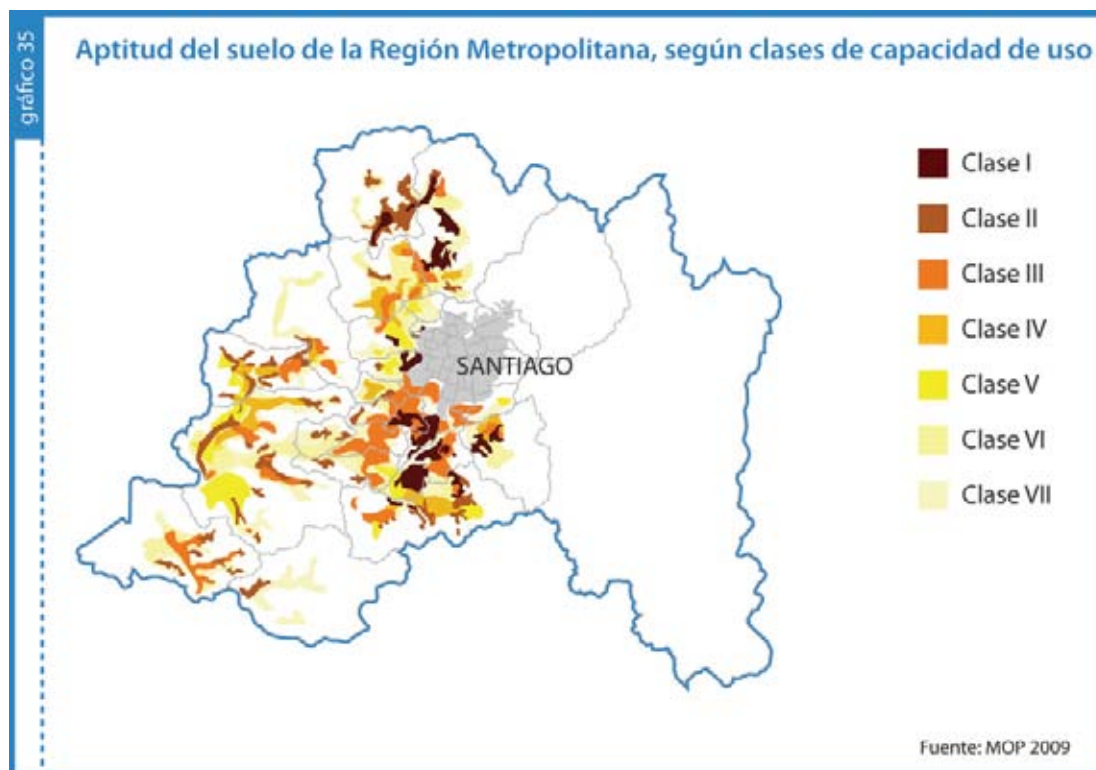 gráfico 35
Aptitud del suelo de la Región Metropolitana, según clases de capacidad de uso
Clase I
Clase II
Clase III
Clase IV
Clase V
Clase VI
Clase VII
SANTIAGO
Fuente: MOP 2009